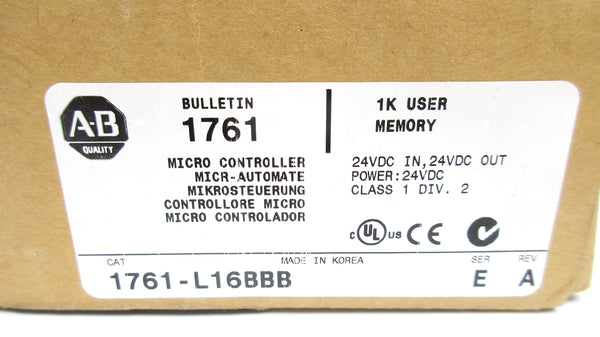 A-B
QUALITY
BULLETIN
1761
1K USER
MEMORY
MICRO CONTROLLER
MICR-AUTOMATE
MIKROSTEUERUNG
CONTROLLORE MICRO
MICRO CONTROLADOR
24VDC IN,24VDC OUT
POWER:24VDC
CLASS 1 DIV. 2
c UL US CE
CAT MADE IN KOREA SER REV
1761-L16BBB E A